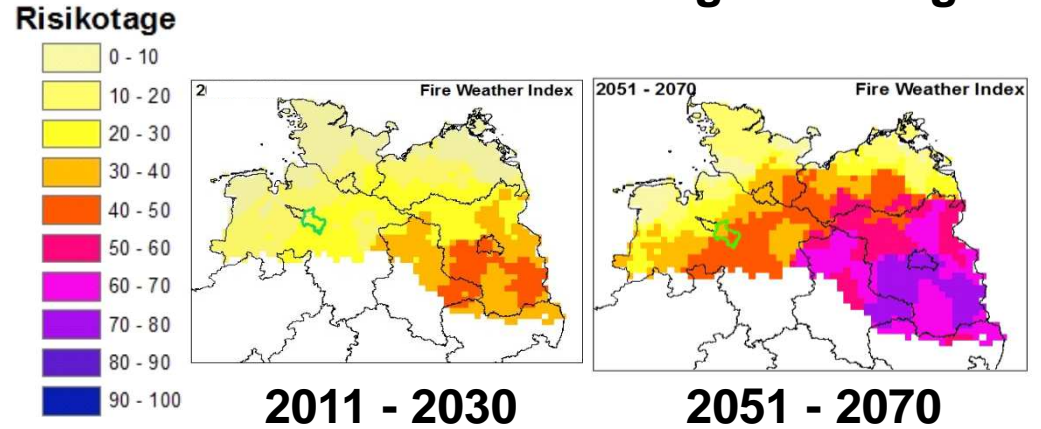 Risikotage
0 - 10
10 - 20
20 - 30
30 - 40
40 - 50
50 - 60
60 - 70
70 - 80
80 - 90
90 - 100
Fire Weather Index
2011 - 2030
2051 - 2070
Fire Weather Index
2051 - 2070